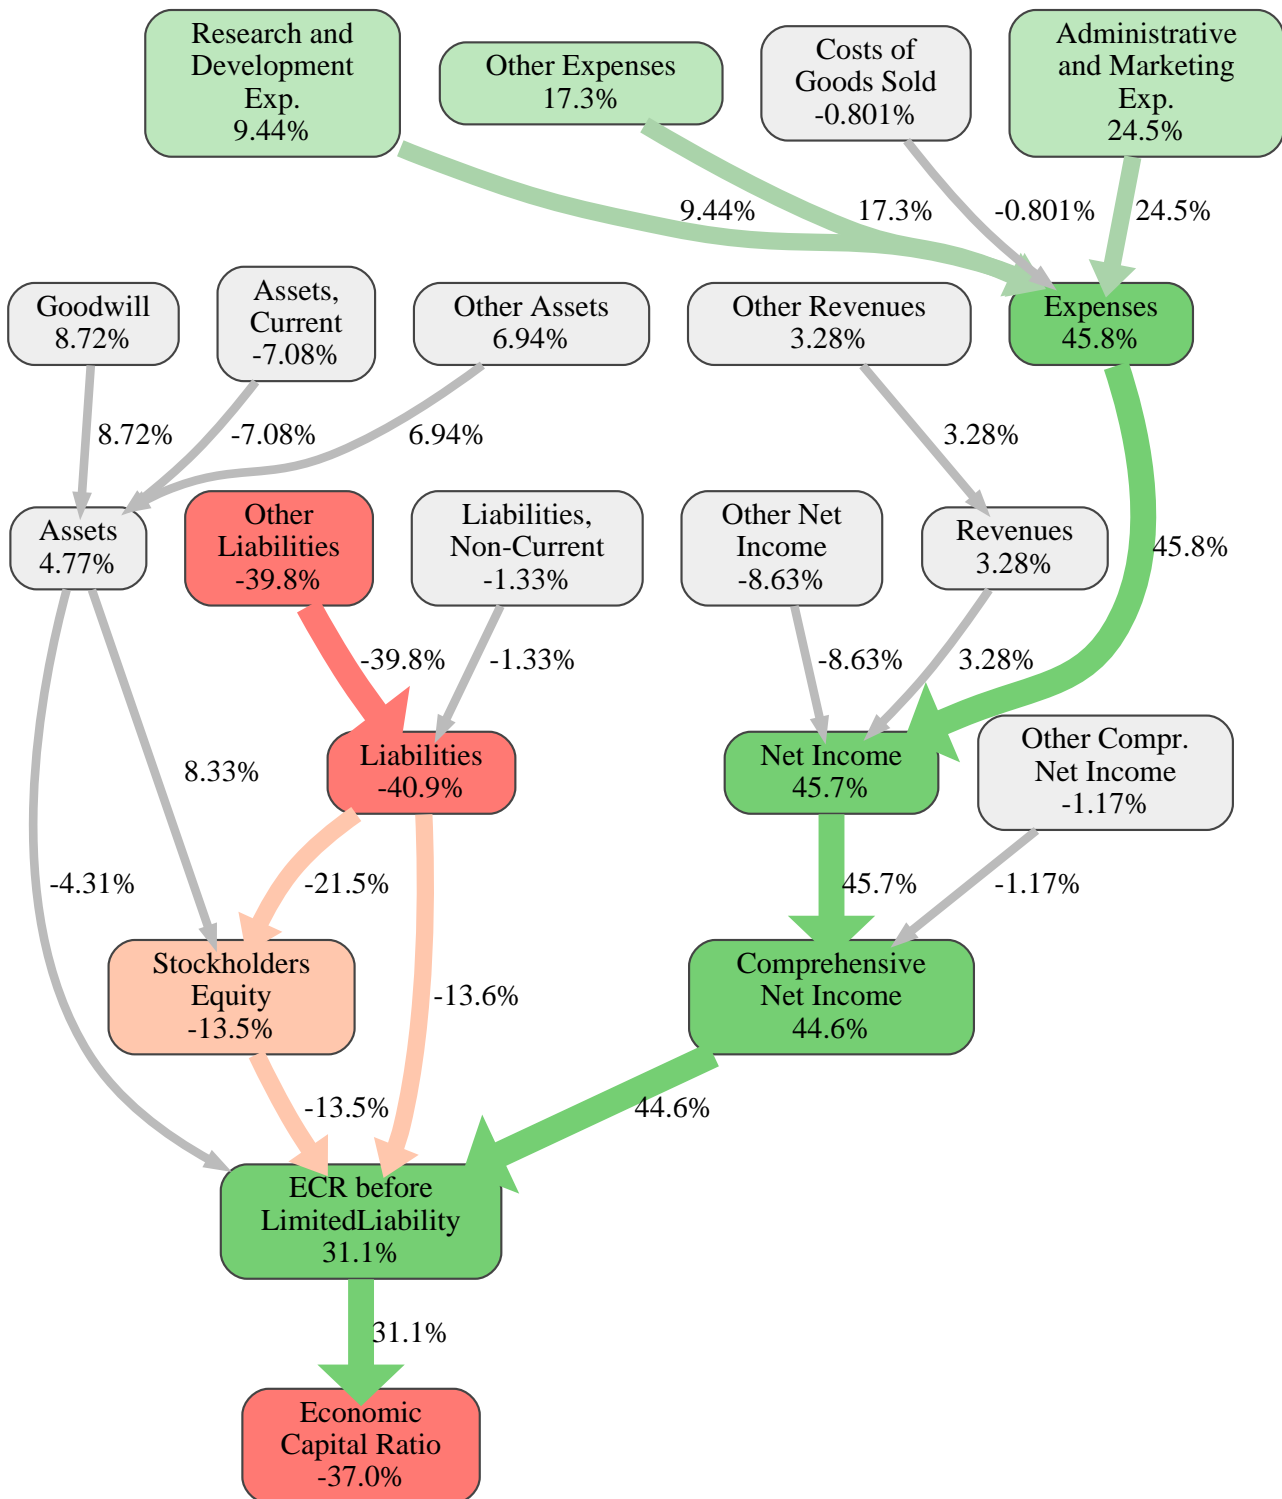 Research and
Development
Exp.
9.44%
Other Expenses
17.3%
Costs of
Goods Sold
-0.801%
Administrative
and Marketing
Exp.
24.5%
9.44%
17.3%
-0.801%
24.5%
Goodwill
8.72%
Assets,
Current
-7.08%
Other Assets
6.94%
Other Revenues
3.28%
Expenses
45.8%
8.72%
-7.08%
6.94%
3.28%
45.8%
Assets
4.77%
Other
Liabilities
-39.8%
Liabilities,
Non-Current
-1.33%
Other Net
Income
-8.63%
Revenues
3.28%
-39.8%
-1.33%
-8.63%
3.28%
Liabilities
-40.9%
Net Income
45.7%
Other Compr.
Net Income
-1.17%
8.33%
-4.31%
-21.5%
-13.6%
45.7%
-1.17%
Stockholders
Equity
-13.5%
Comprehensive
Net Income
44.6%
-13.5%
44.6%
ECR before
LimitedLiability
31.1%
31.1%
Economic
Capital Ratio
-37.0%